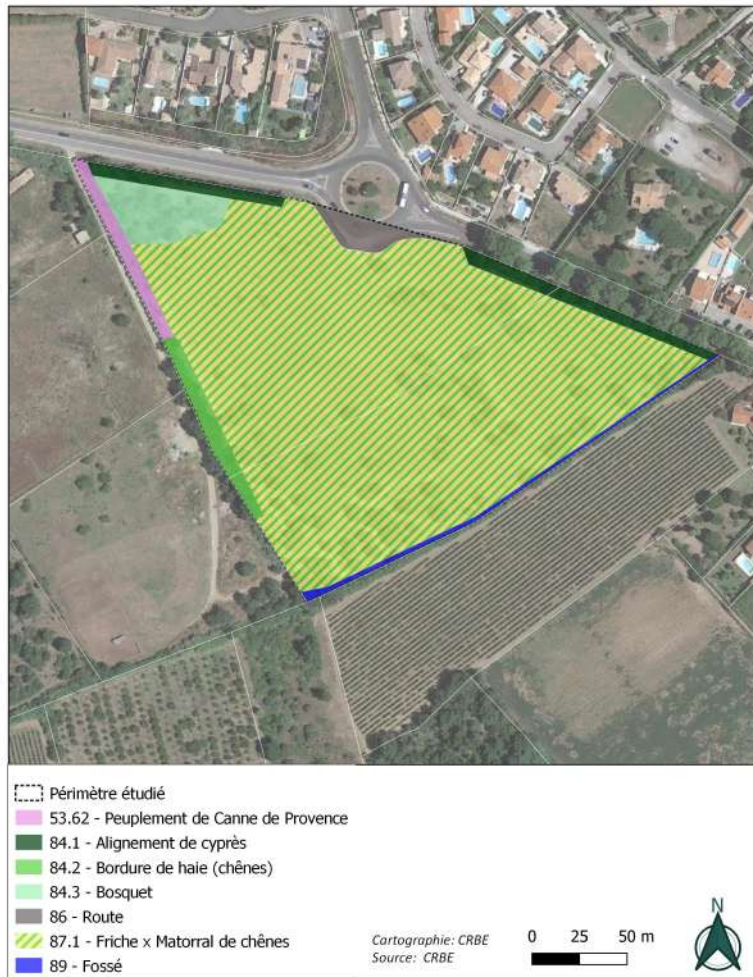 Périmètre étudié
53.62 - Peuplement de Canne de Provence
84.1 - Alignement de cyprès
84.2 - Bordure de haie (chênes)
84.3 - Bosquet
86 - Route
87.1 - Friche x Matorral de chênes
89 - Fossé
Cartographie: CRBE
Source: CRBE
0 25 50 m
N